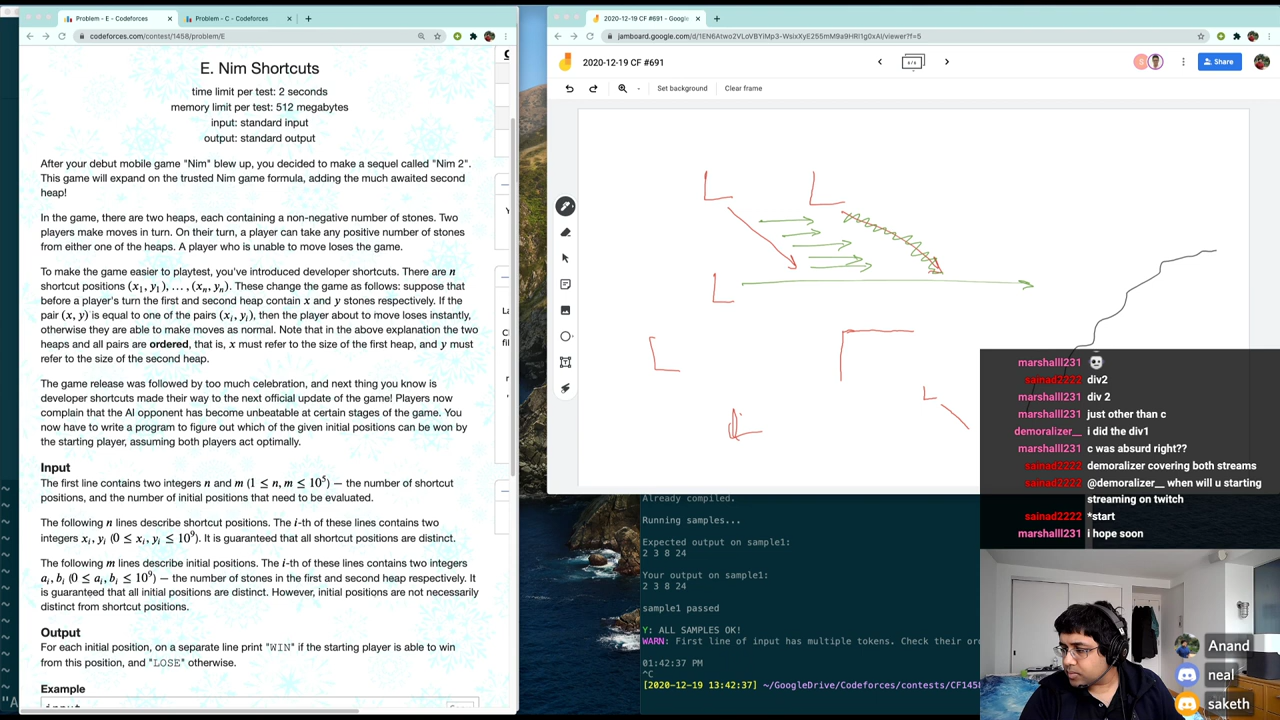 Problem - E - Codeforces
Problem - C - Codeforces
codeforces.com/contest/1458/problem/E
E. Nim Shortcuts
time limit per test: 2 seconds
memory limit per test: 512 megabytes
input: standard input
output: standard output
After your debut mobile game "Nim" blew up, you decided to make a sequel called "Nim 2".
This game will expand on the trusted Nim game formula, adding the much awaited second
heap!
In the game, there are two heaps, each containing a non-negative number of stones. Two
players make moves in turn. On their turn, a player can take any positive number of stones
from either one of the heaps. A player who is unable to move loses the game.
To make the game easier to playtest, you've introduced developer shortcuts. There are n
shortcut positions (x₁, y₁), . . . , (xₙ, yₙ). These change the game as follows: suppose that
before a player's turn the first and second heap contain x and y stones respectively. If the
pair (x, y) is equal to one of the pairs (xᵢ, yᵢ), then the player about to move loses instantly,
otherwise they are able to make moves as normal. Note that in the above explanation the two
heaps and all pairs are ordered, that is, x must refer to the size of the first heap, and y must
refer to the size of the second heap.
The game release was followed by too much celebration, and next thing you know is
developer shortcuts made their way to the next official update of the game! Players now
complain that the AI opponent has become unbeatable at certain stages of the game. You
now have to write a program to figure out which of the given initial positions can be won by
the starting player, assuming both players act optimally.
Input
The first line contains two integers n and m (1 ≤ n, m ≤ 10⁵) — the number of shortcut
positions, and the number of initial positions that need to be evaluated.
The following n lines describe shortcut positions. The i-th of these lines contains two
integers xᵢ, yᵢ (0 ≤ xᵢ, yᵢ ≤ 10⁹). It is guaranteed that all shortcut positions are distinct.
The following m lines describe initial positions. The i-th of these lines contains two integers
aᵢ, bᵢ (0 ≤ aᵢ, bᵢ ≤ 10⁹) — the number of stones in the first and second heap respectively. It
is guaranteed that all initial positions are distinct. However, initial positions are not necessarily
distinct from shortcut positions.
Output
For each initial position, on a separate line print "WIN" if the starting player is able to win
from this position, and "LOSE" otherwise.
Example
2020-12-19 CF #691 - Google
2020-12-19 CF #691
Share
Set background
Clear frame
Already compiled.
Running samples...
Expected output on sample1:
2 3 8 24
Your output on sample1:
2 3 8 24
sample1 passed
Y: ALL SAMPLES OK!
WARN: First line of input has multiple tokens. Check their
01:42:37 PM
^C
[2020-12-19 13:42:37] ~/GoogleDrive/Codeforces/contests/CF145
marshalll231
sainad2222 div2
marshalll231 div 2
marshalll231 just other than c
demoralizer__ i did the div1
marshalll231 c was absurd right??
sainad2222 demoralizer covering both streams
sainad2222 @demoralizer__ when will u starting
streaming on twitch
sainad2222 *start
marshalll231 i hope soon
Anand
neal
saketh